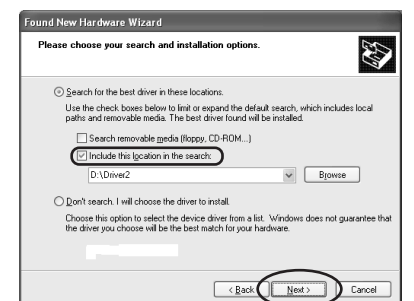 Found New Hardware Wizard
Please choose your search and installation options.
Search for the best driver in these locations.
Use the check boxes below to limit or expand the default search, which includes local
paths and removable media. The best driver found will be installed.
Search removable media (floppy, CD-ROM...)
Include this location in the search:
D:\Driver2
Browse
Don't search. I will choose the driver to install.
Choose this option to select the device driver from a list. Windows does not guarantee that
the driver you choose will be the best match for your hardware.
< Back Next > Cancel